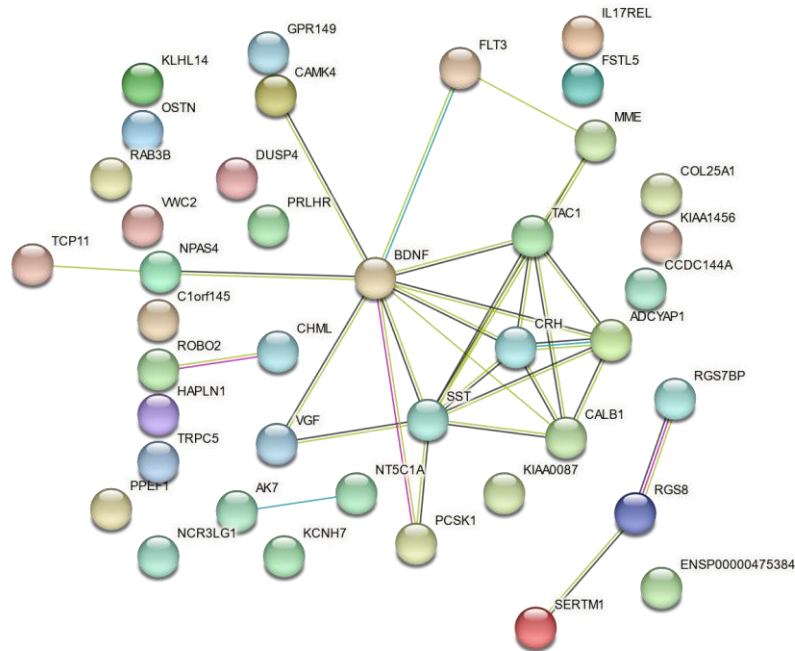 GPR149
IL17REL
FLT3
KLHL14
CAMK4
FSTL5
OSTN
MME
RAB3B
DUSP4
COL25A1
VWC2
PRLHR
KIAA1456
TAC1
TCP11
NPAS4
BDNF
CCDC144A
C1orf145
ADCYAP1
CHML
CRH
ROBO2
RGS7BP
HAPLN1
SST
VGF
CALB1
TRPC5
NT5C1A
KIAA0087
PPEF1
AK7
RGS8
PCSK1
NCR3LG1
KCNH7
ENSP00000475384
SERTM1